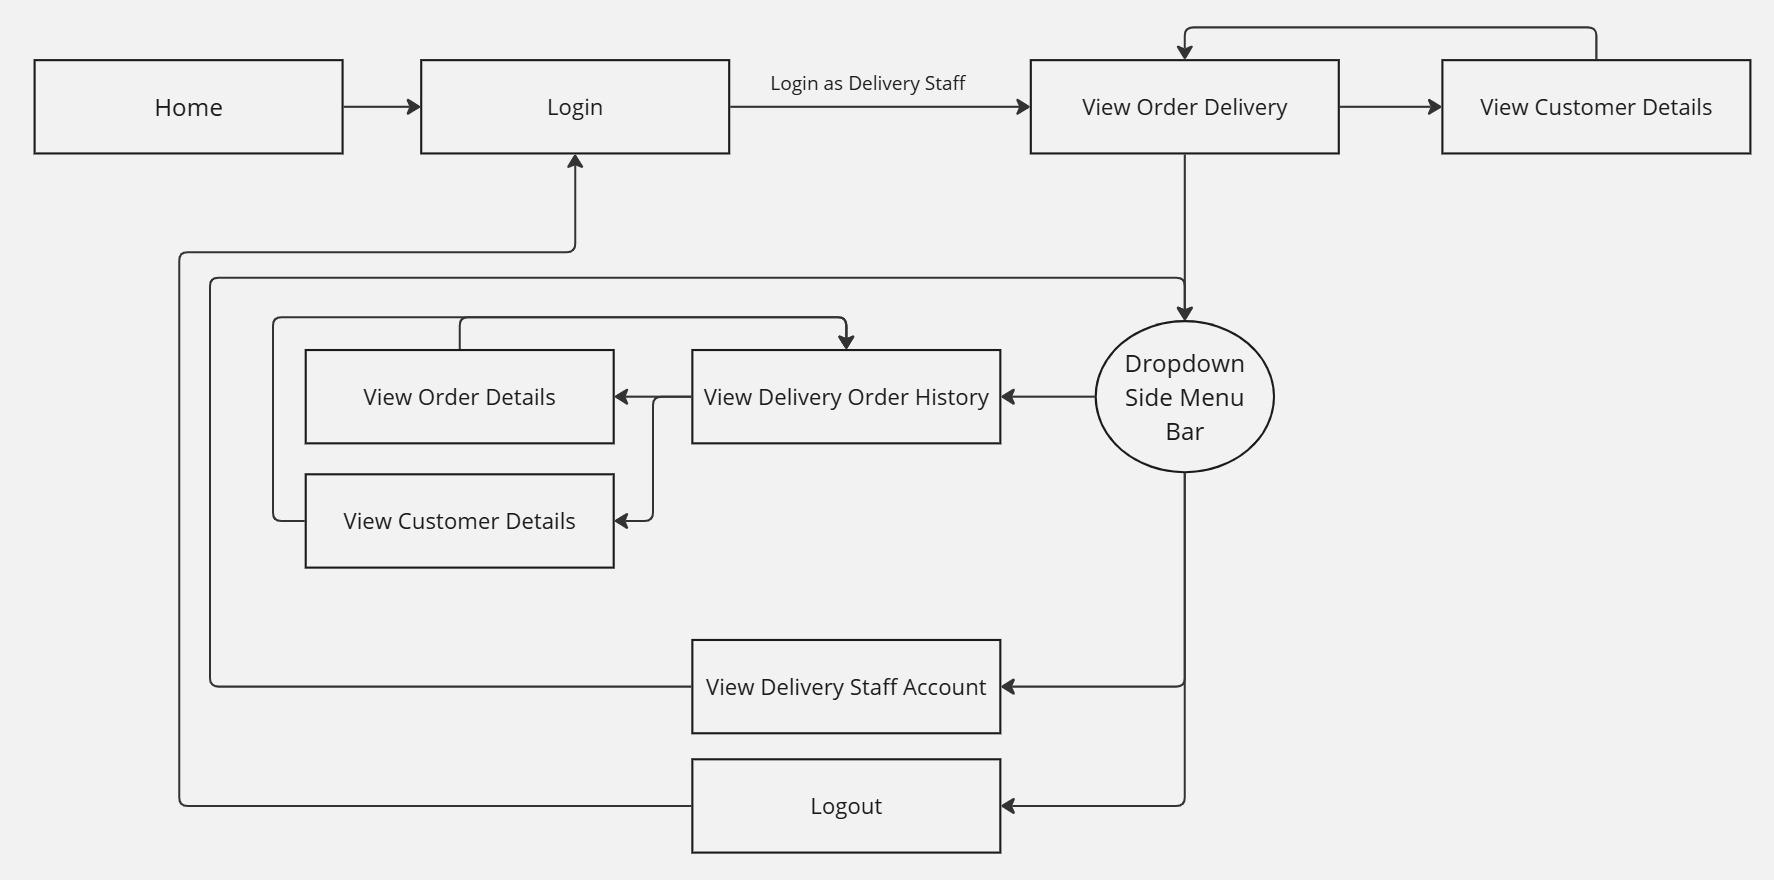 Home
Login
Login as Delivery Staff
View Order Delivery
View Customer Details
View Order Details
View Delivery Order History
Dropdown
Side Menu
Bar
View Customer Details
View Delivery Staff Account
Logout